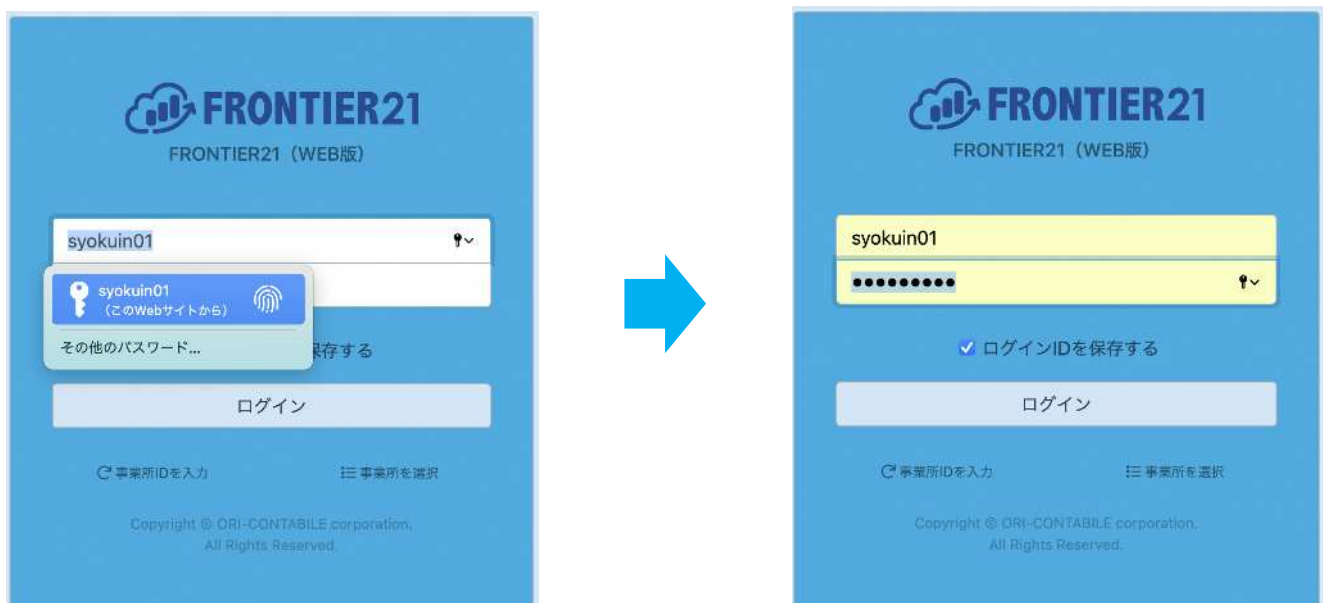 FRONTIER21
FRONTIER21（WEB版）
syokuin01
syokuin01
（このWebサイトから）
その他のパスワード...
保存する
ログイン
事業所IDを入力
事業所を選択
Copyright © ORI-CONTABILE corporation.
All Rights Reserved.
FRONTIER21
FRONTIER21（WEB版）
syokuin01
●●●●●●●●●
ログインIDを保存する
ログイン
事業所IDを入力
事業所を選択
Copyright © ORI-CONTABILE corporation.
All Rights Reserved.